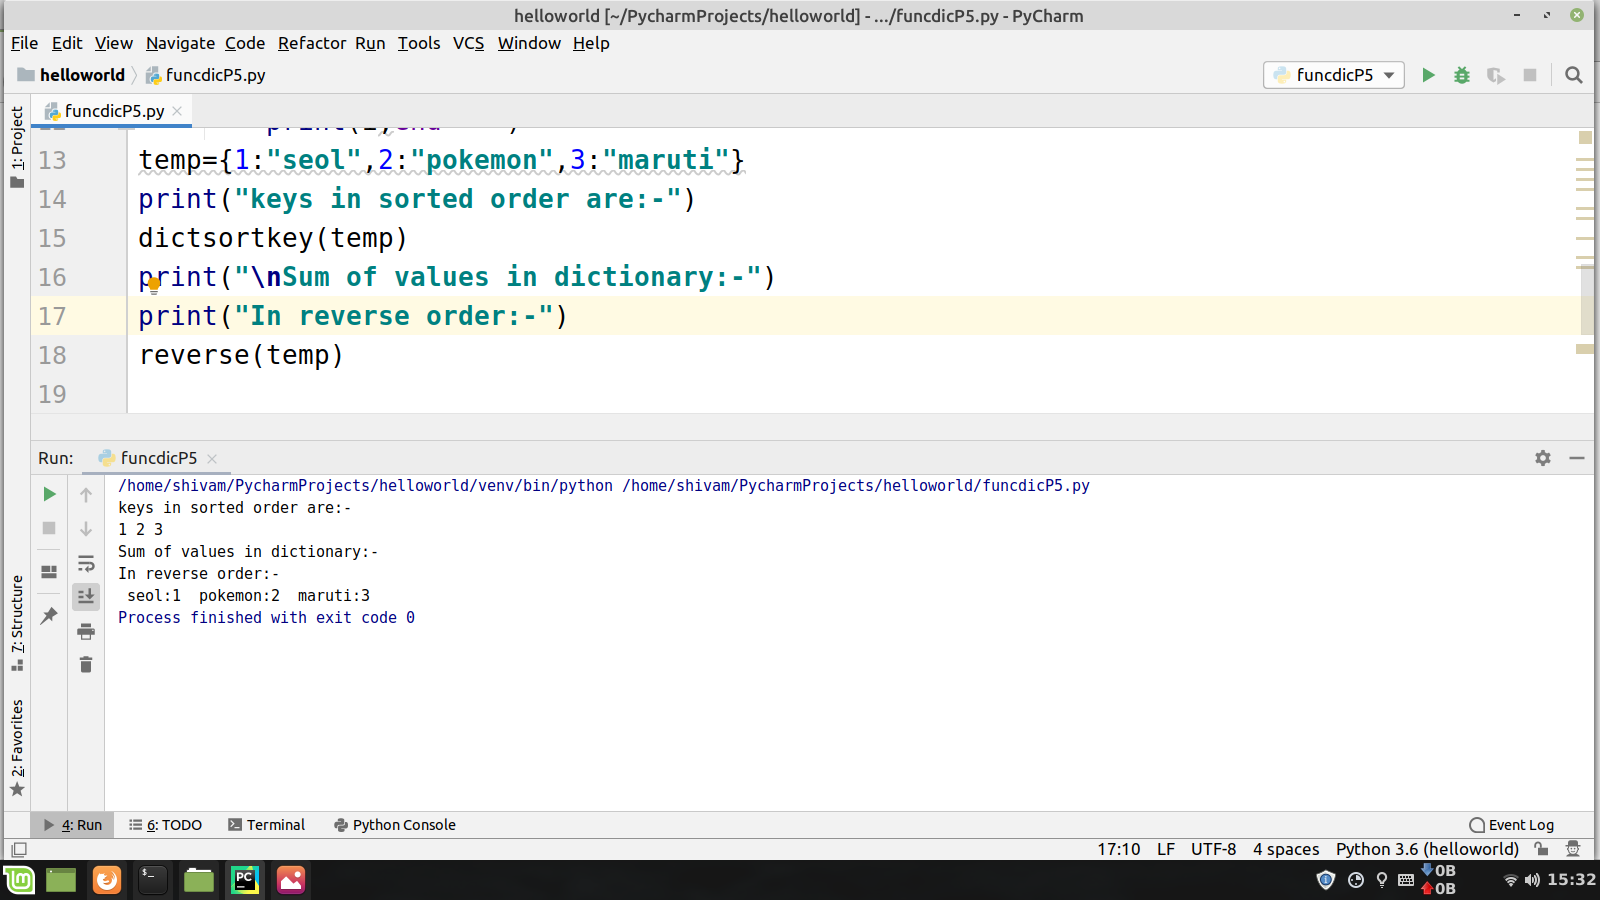 helloworld [~/PycharmProjects/helloworld] - .../funcdicP5.py - PyCharm
File Edit View Navigate Code Refactor Run Tools VCS Window Help
helloworld funcdicP5.py
funcdicP5
funcdicP5.py
1: Project
13 temp={1:"seol",2:"pokemon",3:"maruti"}
14 print("keys in sorted order are:-")
15 dictsortkey(temp)
16 print("\nSum of values in dictionary:-")
17 print("In reverse order:-")
18 reverse(temp)
19
Run: funcdicP5
/home/shivam/PycharmProjects/helloworld/venv/bin/python /home/shivam/PycharmProjects/helloworld/funcdicP5.py
keys in sorted order are:-
1 2 3
Sum of values in dictionary:-
In reverse order:-
seol:1 pokemon:2 maruti:3
Process finished with exit code 0
7: Structure
2: Favorites
4: Run 6: TODO Terminal Python Console Event Log
17:10 LF UTF-8 4 spaces Python 3.6 (helloworld)
PC
0B
0B
15:32